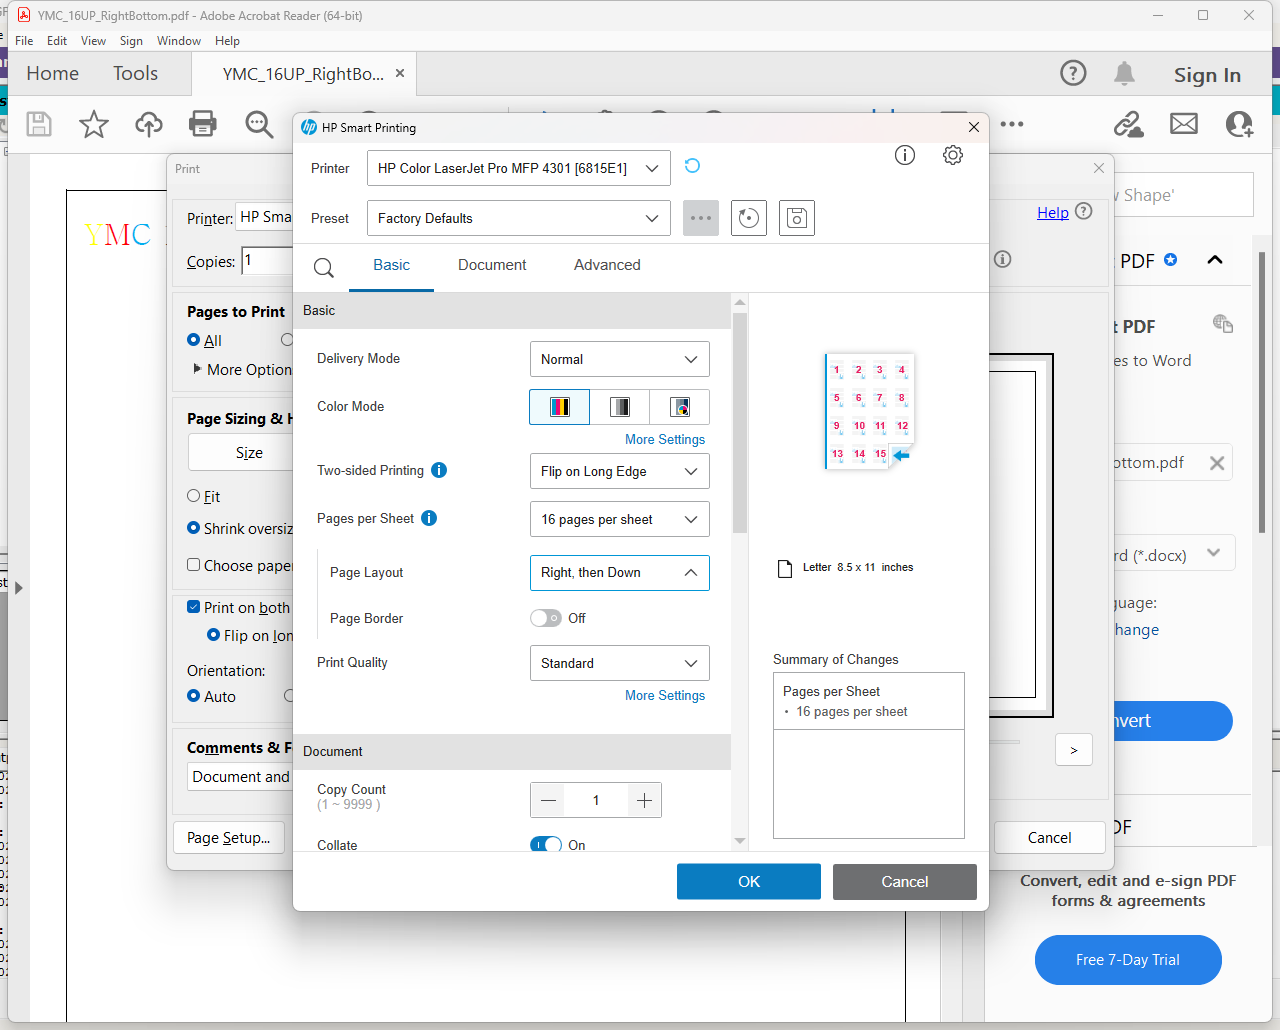 YMC_16UP_RightBottom.pdf - Adobe Acrobat Reader (64-bit)
File Edit View Sign Window Help
Home Tools YMC_16UP_RightBo... × Sign In
HP Smart Printing
Print
Printer HP Color LaserJet Pro MFP 4301 [6815E1]
Preset Factory Defaults
Basic Document Advanced
YMC
Printer: HP Sma
Copies: 1
Help
Pages to Print
All
More Option
Page Sizing & H
Size
Fit
Shrink oversiz
Choose pape
Print on both
Flip on lon
Orientation:
Auto
Comments & F
Document and
Page Setup...
Basic
Delivery Mode Normal
Color Mode
More Settings
Two-sided Printing Flip on Long Edge
Pages per Sheet 16 pages per sheet
Page Layout Right, then Down
Page Border Off
Print Quality Standard
More Settings
Document
Copy Count 1
(1 ~ 9999 )
Collate On
1 2 3 4
5 6 7 8
9 10 11 12
13 14 15
Letter 8.5 x 11 inches
Summary of Changes
Pages per Sheet
• 16 pages per sheet
OK Cancel
>
Cancel
w Shape'
PDF
t PDF
es to Word
ottom.pdf
rd (*.docx)
guage:
hange
nvert
DF
Convert, edit and e-sign PDF
forms & agreements
Free 7-Day Trial